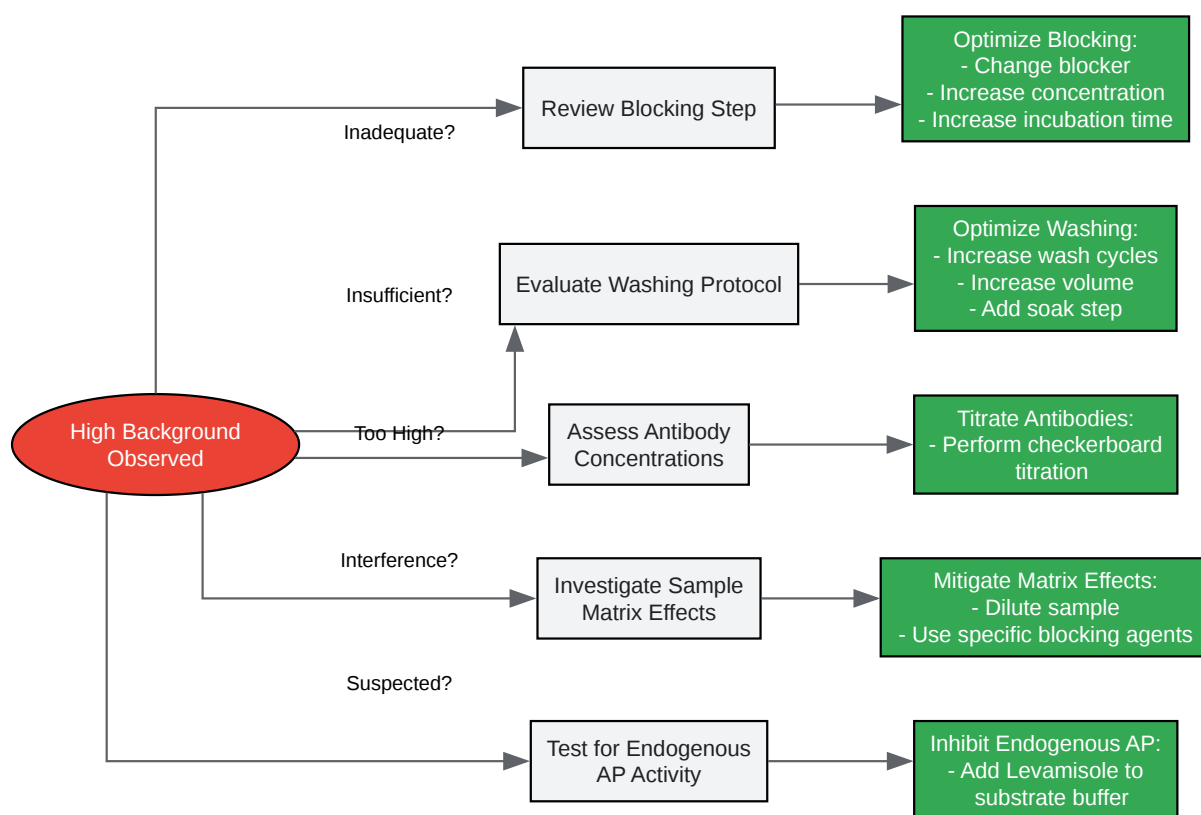 Optimize Blocking:
- Change blocker
- Increase concentration
- Increase incubation time
Review Blocking Step
Inadequate?
Optimize Washing:
- Increase wash cycles
- Increase volume
- Add soak step
Evaluate Washing Protocol
Insufficient?
High Background
Observed
Too High?
Assess Antibody
Concentrations
Titrate Antibodies:
- Perform checkerboard
titration
Interference?
Investigate Sample
Matrix Effects
Mitigate Matrix Effects:
- Dilute sample
- Use specific blocking agents
Suspected?
Test for Endogenous
AP Activity
Inhibit Endogenous AP:
- Add Levamisole to
substrate buffer